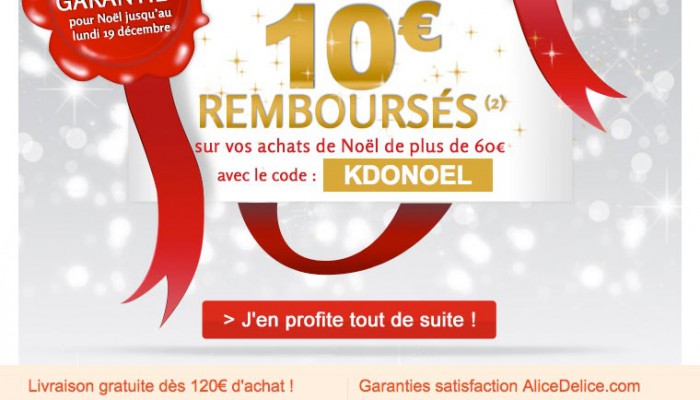 GARANTIE
pour Noël jusqu'au
lundi 19 décembre
10€
REMBOURSÉS (2)
sur vos achats de Noël de plus de 60€
avec le code : KDONOEL
> J'en profite tout de suite !
Livraison gratuite dès 120€ d'achat !
Garanties satisfaction AliceDelice.com